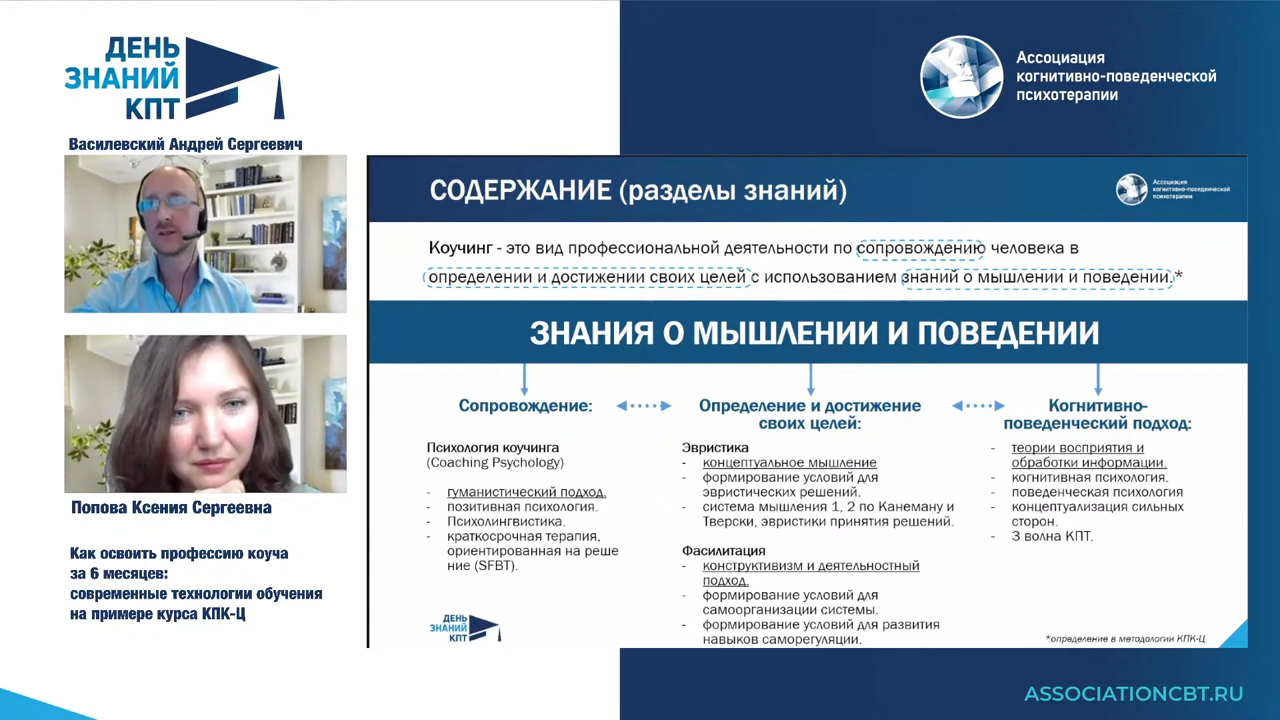 ДЕНЬ
ЗНАНИЙ
КПТ
Ассоциация
когнитивно-поведенческой
психотерапии
Василевский Андрей Сергеевич
Попова Ксения Сергеевна
Как освоить профессию коуча
за 6 месяцев:
современные технологии обучения
на примере курса КПК-Ц
СОДЕРЖАНИЕ (разделы знаний)
Ассоциация
когнитивно-поведенческой
психотерапии
Коучинг - это вид профессиональной деятельности по сопровождению человека в
определении и достижении своих целей с использованием знаний о мышлении и поведении *
ЗНАНИЯ О МЫШЛЕНИИ И ПОВЕДЕНИИ
Сопровождение:
Психология коучинга
(Coaching Psychology)
- гуманистический подход.
- позитивная психология.
- Психолингвистика.
- краткосрочная терапия,
ориентированная на реше
ние (SFBT).
Определение и достижение
своих целей:
Эвристика
- концептуальное мышление
- формирование условий для
эвристических решений.
- система мышления 1, 2 по Канеману и
Тверски, эвристики принятия решений.
Фасилитация
- конструктивизм и деятельностный
подход.
- формирование условий для
самоорганизации системы.
- формирование условий для развития
навыков саморегуляции.
Когнитивно-
поведенческий подход:
- теории восприятия и
обработки информации.
- когнитивная психология.
- поведенческая психология
- концептуализация сильных
сторон.
- 3 волна КПТ.
ДЕНЬ
ЗНАНИЙ
КПТ
*определение в методологии КПК-Ц
ASSOCIATIONCBT.RU